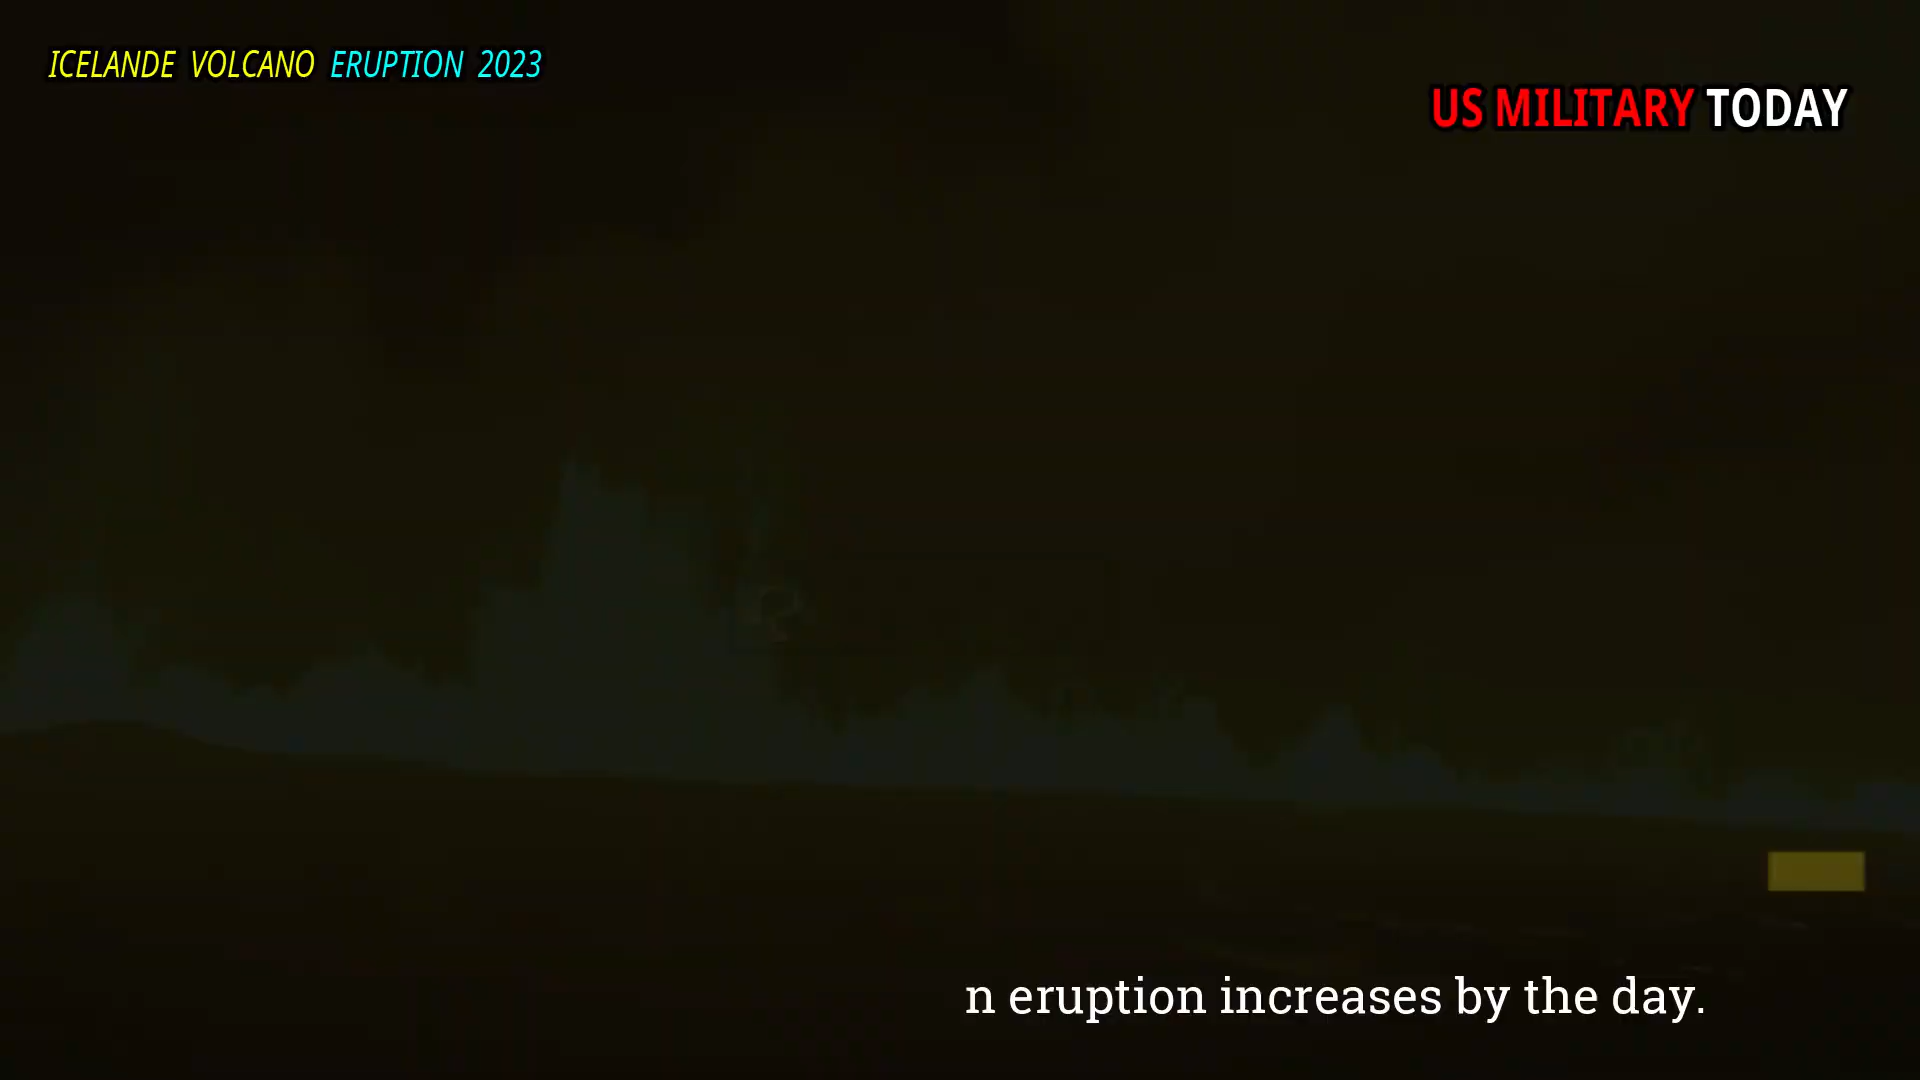 ICELANDE VOLCANO ERUPTION 2023
US MILITARY TODAY
n eruption increases by the day.